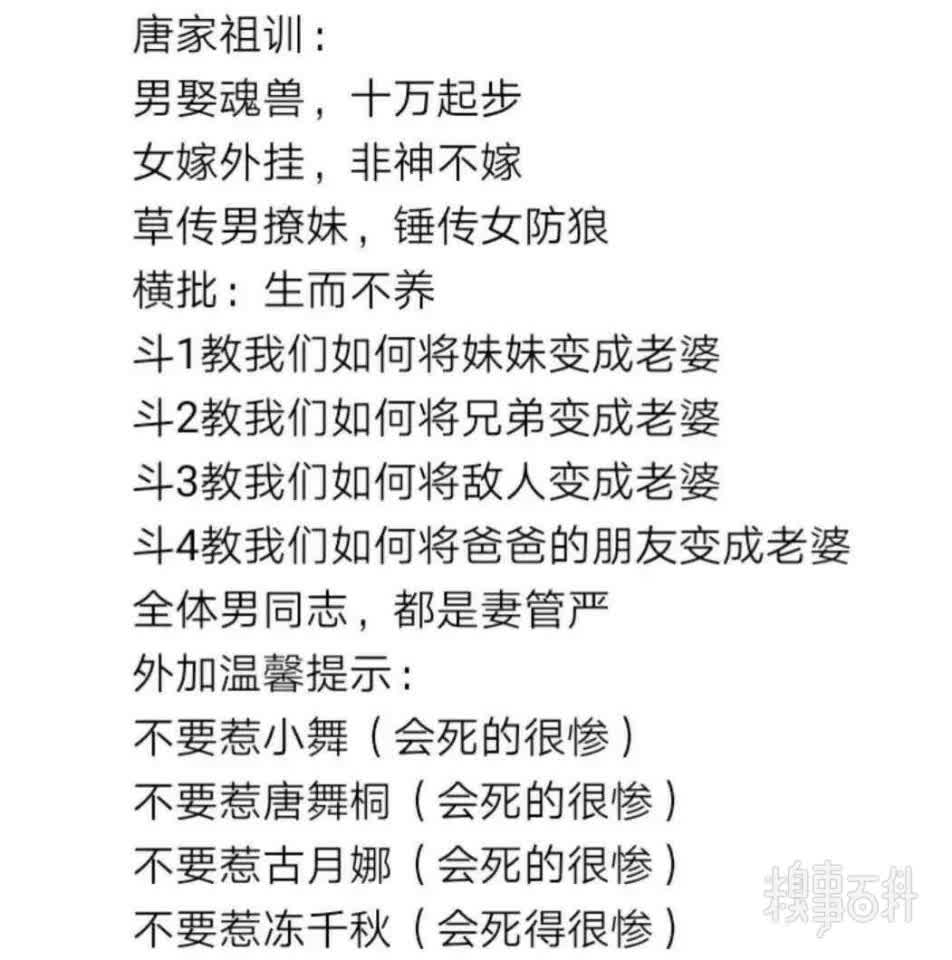 唐家祖训：
男娶魂兽，十万起步
女嫁外挂，非神不嫁
草传男撩妹，锤传女防狼
横批：生而不养
斗1教我们如何将妹妹变成老婆
斗2教我们如何将兄弟变成老婆
斗3教我们如何将敌人变成老婆
斗4教我们如何将爸爸的朋友变成老婆
全体男同志，都是妻管严
外加温馨提示：
不要惹小舞（会死的很惨）
不要惹唐舞桐（会死的很惨）
不要惹古月娜（会死的很惨）
不要惹冻千秋（会死得很惨）
糗事百科